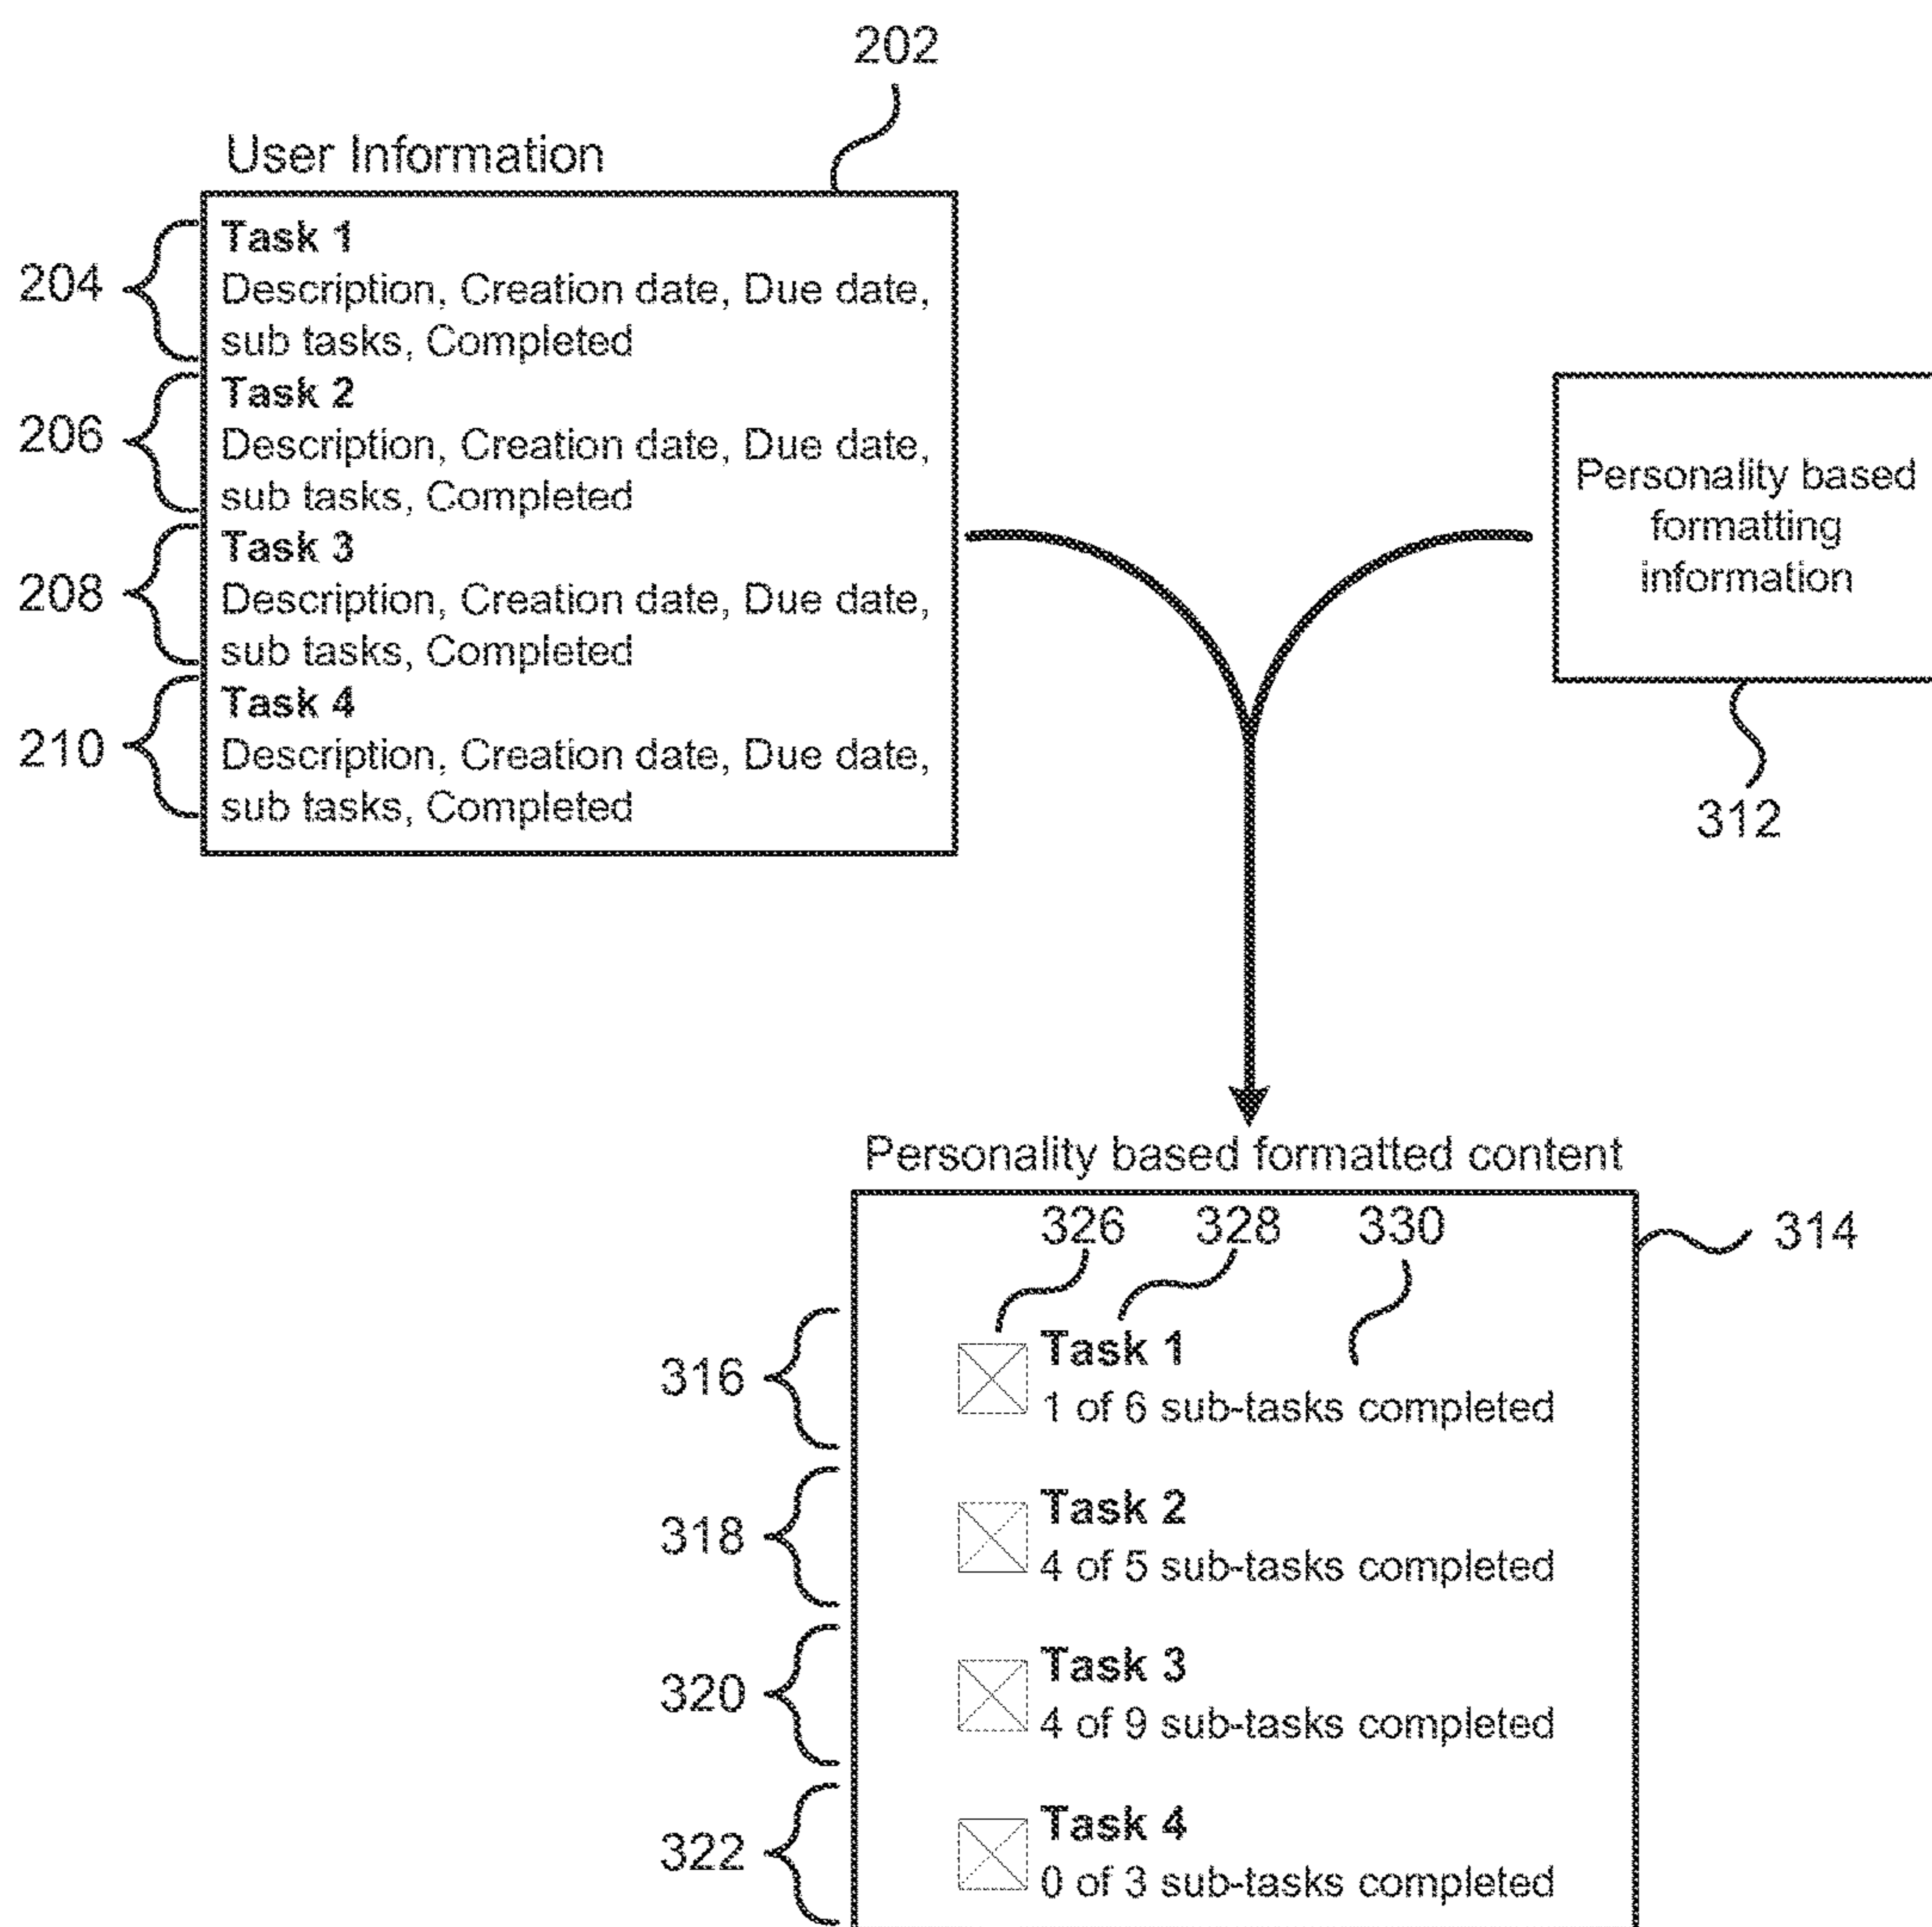 202
User Information
204
Task 1
Description, Creation date, Due date,
sub tasks, Completed
206
Task 2
Description, Creation date, Due date,
sub tasks, Completed
208
Task 3
Description, Creation date, Due date,
sub tasks, Completed
210
Task 4
Description, Creation date, Due date,
sub tasks, Completed
Personality based
formatting
information
312
Personality based formatted content
326 328 330
314
316
Task 1
1 of 6 sub-tasks completed
318
Task 2
4 of 5 sub-tasks completed
320
Task 3
4 of 9 sub-tasks completed
322
Task 4
0 of 3 sub-tasks completed